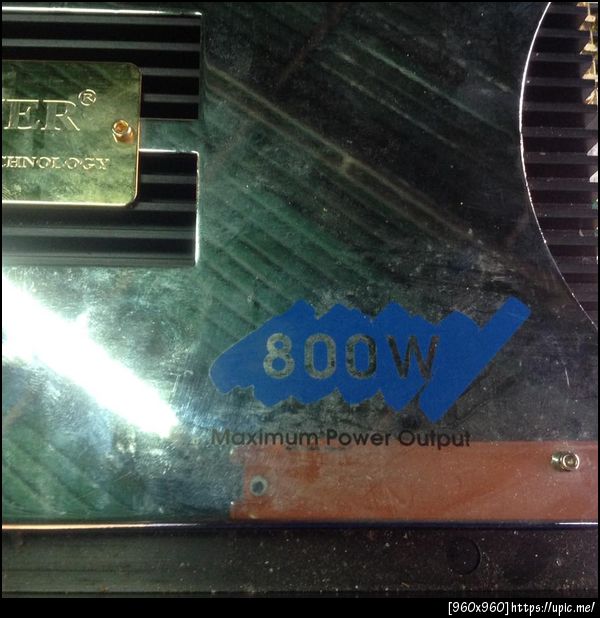 ER®
CHNOLOGY
800W
Maximum Power Output
[960x960]https://upic.me/